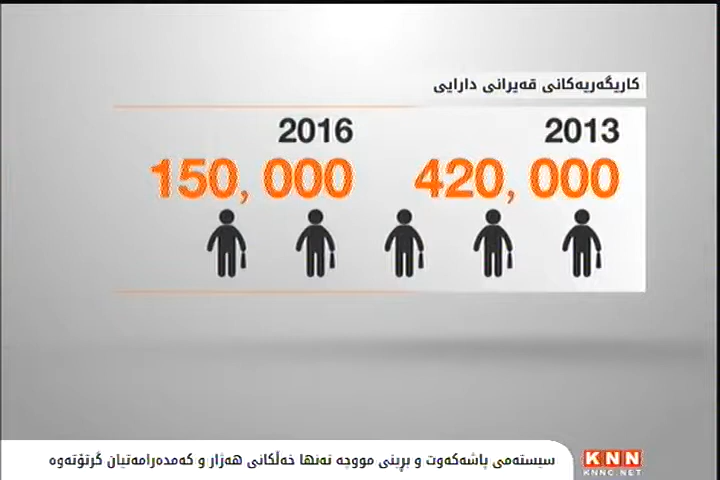 کاریگەریەکانی قەیرانی دارایی
2013 2016
420, 000 150, 000
سیستەمی پاشەکەوت و بڕینی مووچە تەنها خەڵکانی هەژار و کەمدەرامەتیان گرتۆتەوە
KNN
KNNC.NET